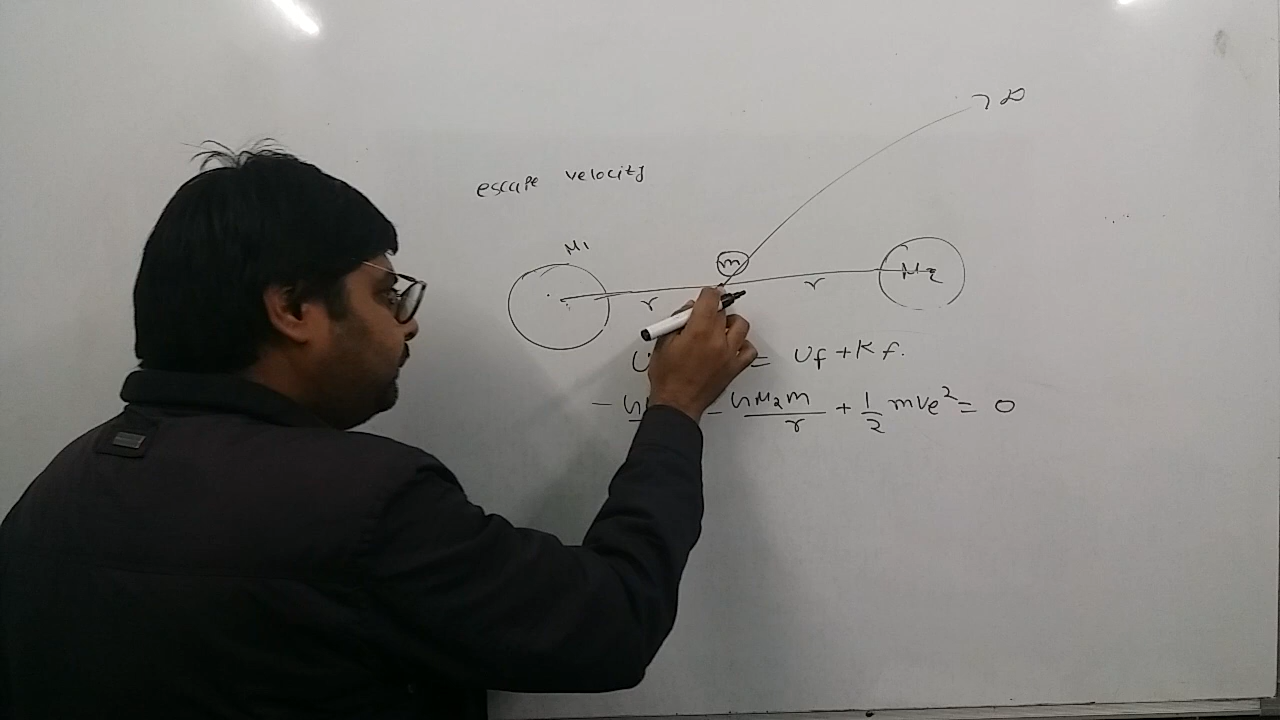 ∞
escape velocity
M1
m
M2
r r
U = Uf + Kf.
- GM2m/r + 1/2 mve² = 0